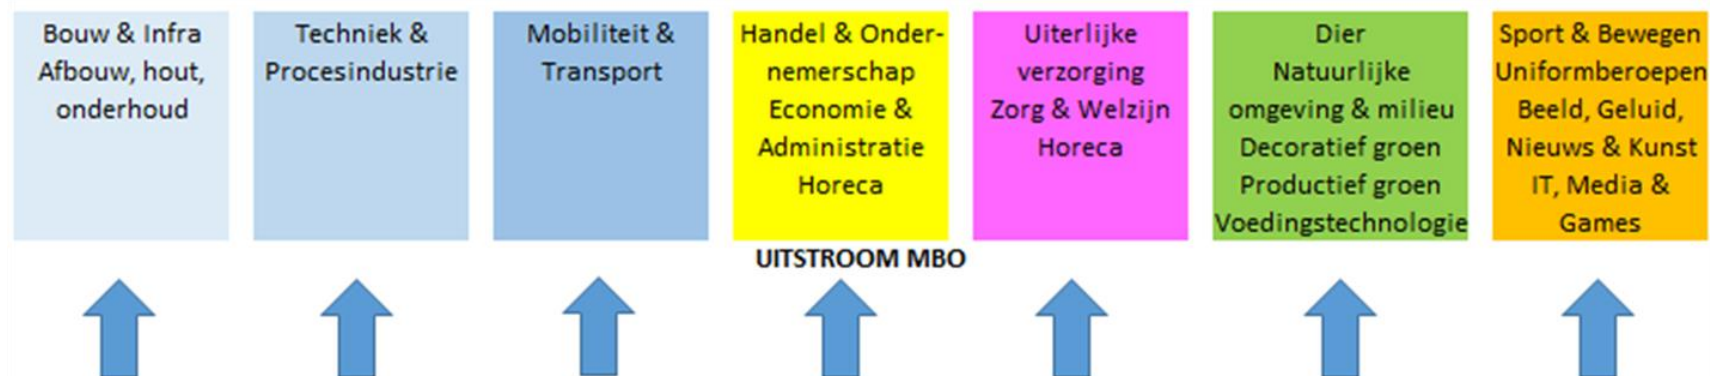 Bouw & Infra
Afbouw, hout,
onderhoud
Techniek &
Procesindustrie
Mobiliteit &
Transport
Handel & Onder-
nemerschap
Economie &
Administratie
Horeca
Uiterlijke
verzorging
Zorg & Welzijn
Horeca
Dier
Natuurlijke
omgeving & milieu
Decoratief groen
Productief groen
Voedingstechnologie
Sport & Bewegen
Uniformberoepen
Beeld, Geluid,
Nieuws & Kunst
IT, Media &
Games
UITSTROOM MBO